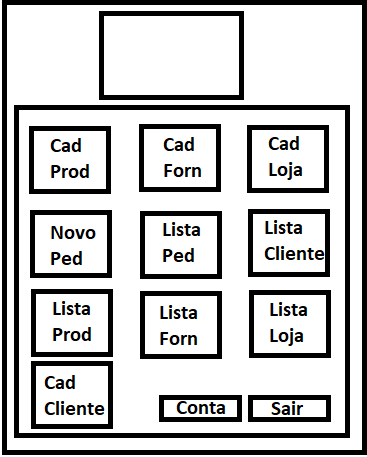 Cad
Prod
Cad
Forn
Cad
Loja
Novo
Ped
Lista
Ped
Lista
Cliente
Lista
Prod
Lista
Forn
Lista
Loja
Cad
Cliente
Conta
Sair